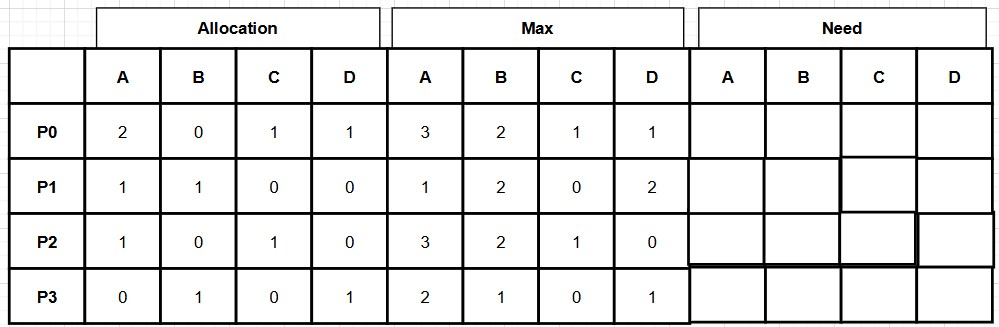 Allocation Max Need
A B C D A B C D A B C D
P0 2 0 1 1 3 2 1 1
P1 1 1 0 0 1 2 0 2
P2 1 0 1 0 3 2 1 0
P3 0 1 0 1 2 1 0 1